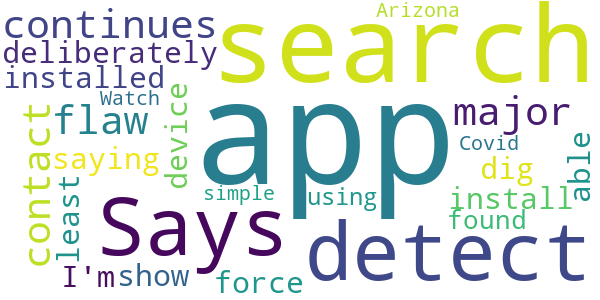 Arizona
continues
search
deliberately
installed
Watch
app
major
flaw
device
contact
saying
Covid
able
dig
least
simple
using
install
Says
found
detect
I'm
show
force